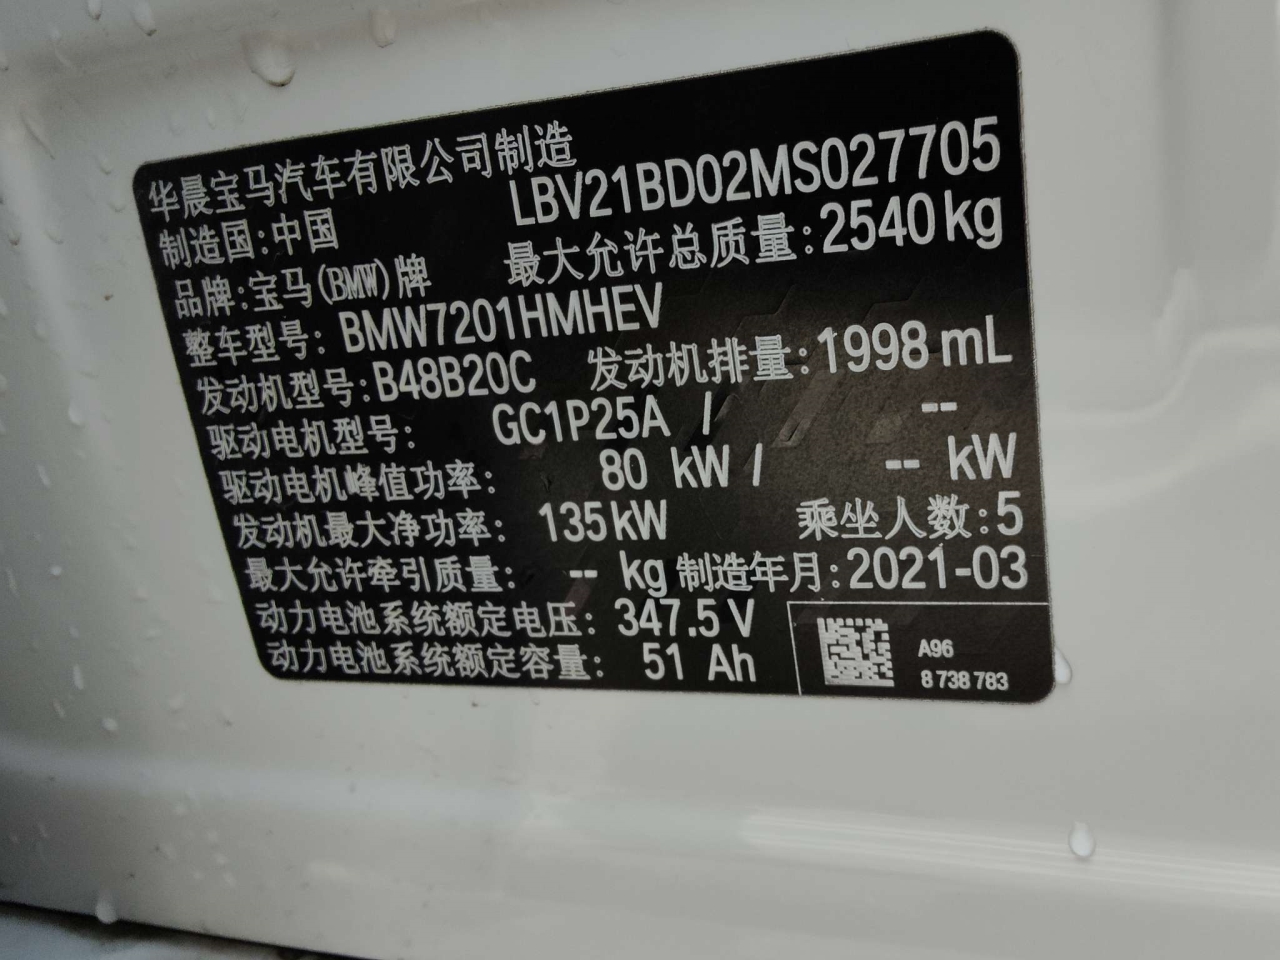 华晨宝马汽车有限公司制造
制造国:中国 LBV21BD02MS027705
品牌:宝马(BMW)牌 最大允许总质量:2540kg
整车型号: BMW7201HMHEV
发动机型号:B48B20C 发动机排量:1998 mL
驱动电机型号: GC1P25A / --
驱动电机峰值功率: 80 kW / -- kW
发动机最大净功率: 135kW 乘坐人数:5
最大允许牵引质量: -- kg 制造年月:2021-03
动力电池系统额定电压: 347.5 V
动力电池系统额定容量: 51 Ah
A96
8 738 783